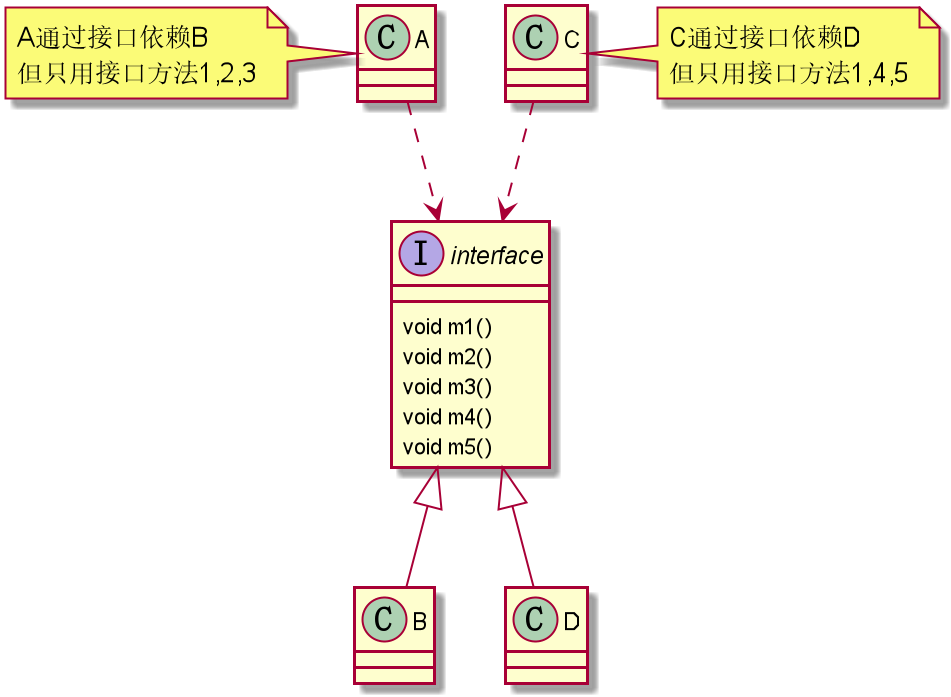 A通过接口依赖B
但只用接口方法1,2,3
C A
C C
C通过接口依赖D
但只用接口方法1,4,5
I interface
void m1()
void m2()
void m3()
void m4()
void m5()
C B
C D